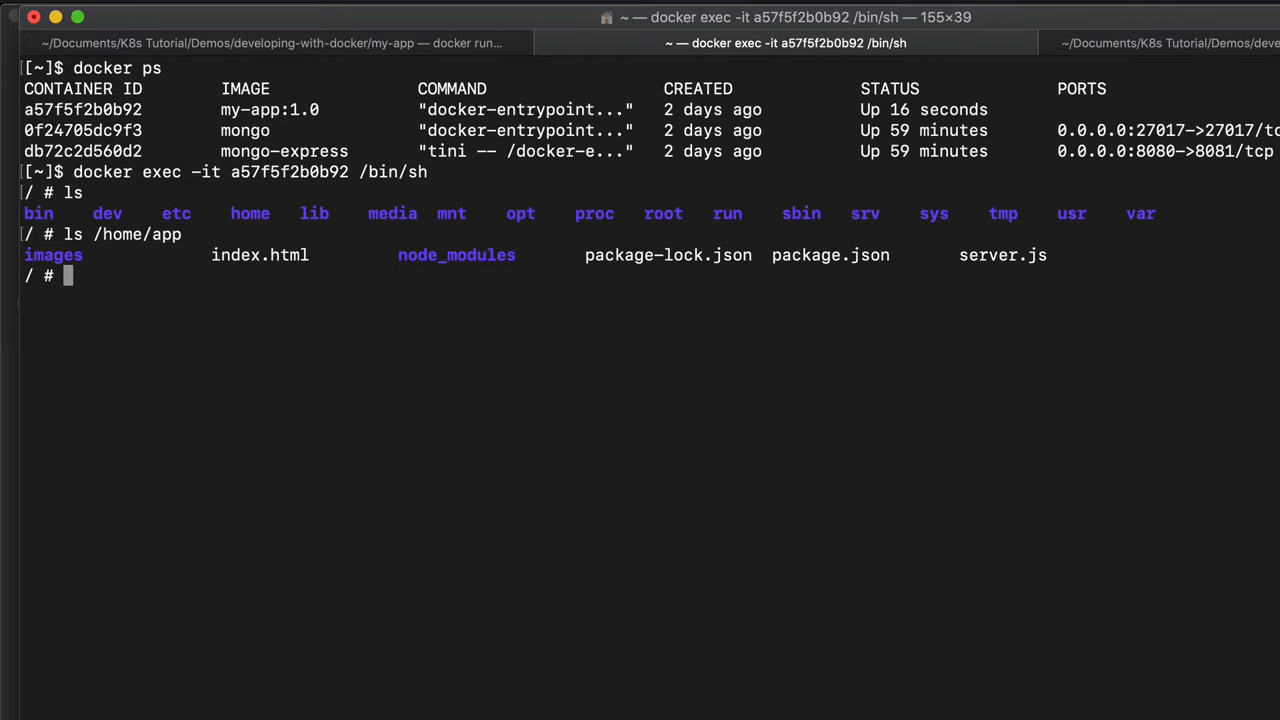 ~ — docker exec -it a57f5f2b0b92 /bin/sh — 155×39
~/Documents/K8s Tutorial/Demos/developing-with-docker/my-app — docker run... ~ — docker exec -it a57f5f2b0b92 /bin/sh ~/Documents/K8s Tutorial/Demos/deve
[[~]$ docker ps
CONTAINER ID IMAGE COMMAND CREATED STATUS PORTS
a57f5f2b0b92 my-app:1.0 "docker-entrypoint..." 2 days ago Up 16 seconds
0f24705dc9f3 mongo "docker-entrypoint..." 2 days ago Up 59 minutes 0.0.0.0:27017->27017/tc
db72c2d560d2 mongo-express "tini -- /docker-e..." 2 days ago Up 59 minutes 0.0.0.0:8080->8081/tcp
[[~]$ docker exec -it a57f5f2b0b92 /bin/sh
[/ # ls
bin dev etc home lib media mnt opt proc root run sbin srv sys tmp usr var
[/ # ls /home/app
images index.html node_modules package-lock.json package.json server.js
/ #